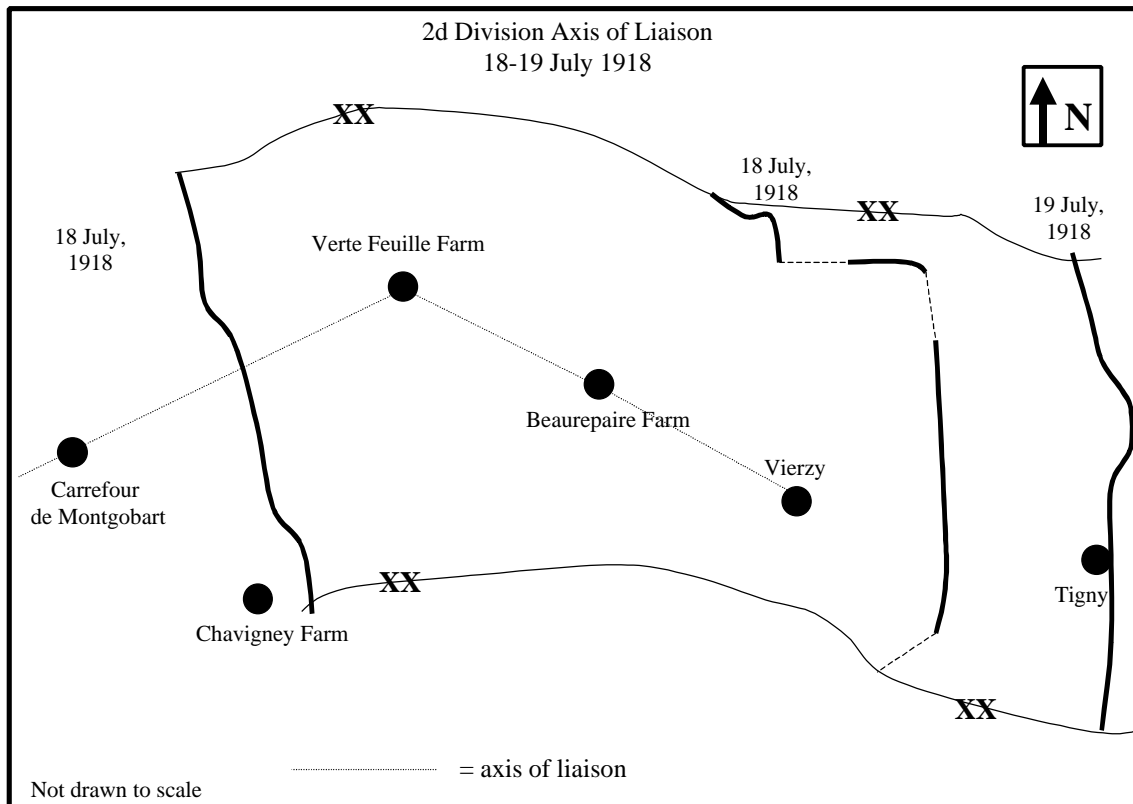 2d Division Axis of Liaison
18-19 July 1918
N
XX
18 July,
1918
XX
19 July,
1918
18 July,
1918
Verte Feuille Farm
Beaurepaire Farm
Vierzy
Carrefour
de Montgobart
XX
Tigny
Chavigney Farm
XX
= axis of liaison
Not drawn to scale